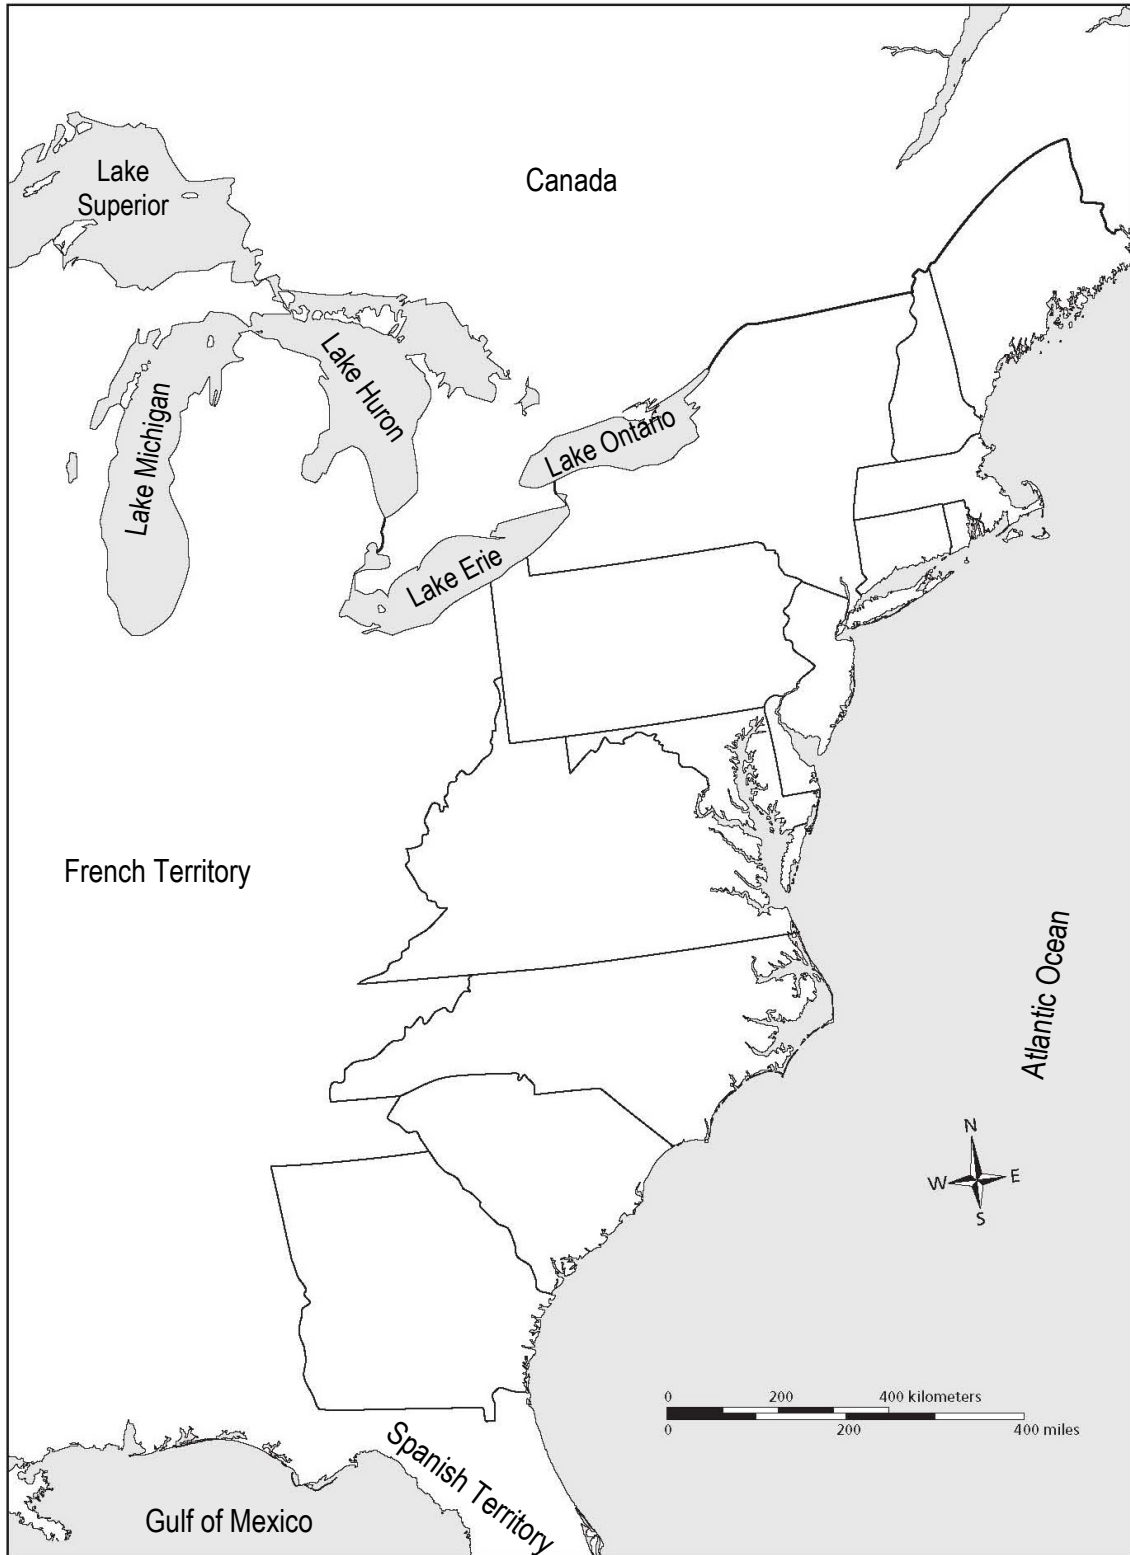 Canada
Lake
Superior
Lake Huron
Lake Michigan
Lake Ontario
Lake Erie
French Territory
Atlantic Ocean
N
W E
S
0 200 400 kilometers
0 200 400 miles
Spanish Territory
Gulf of Mexico